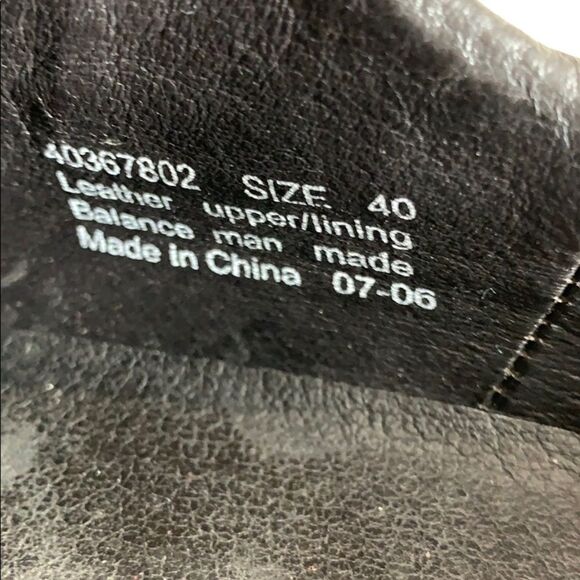 40367802 SIZE 40
Leather upper/lining
Balance man made
Made in China 07-06